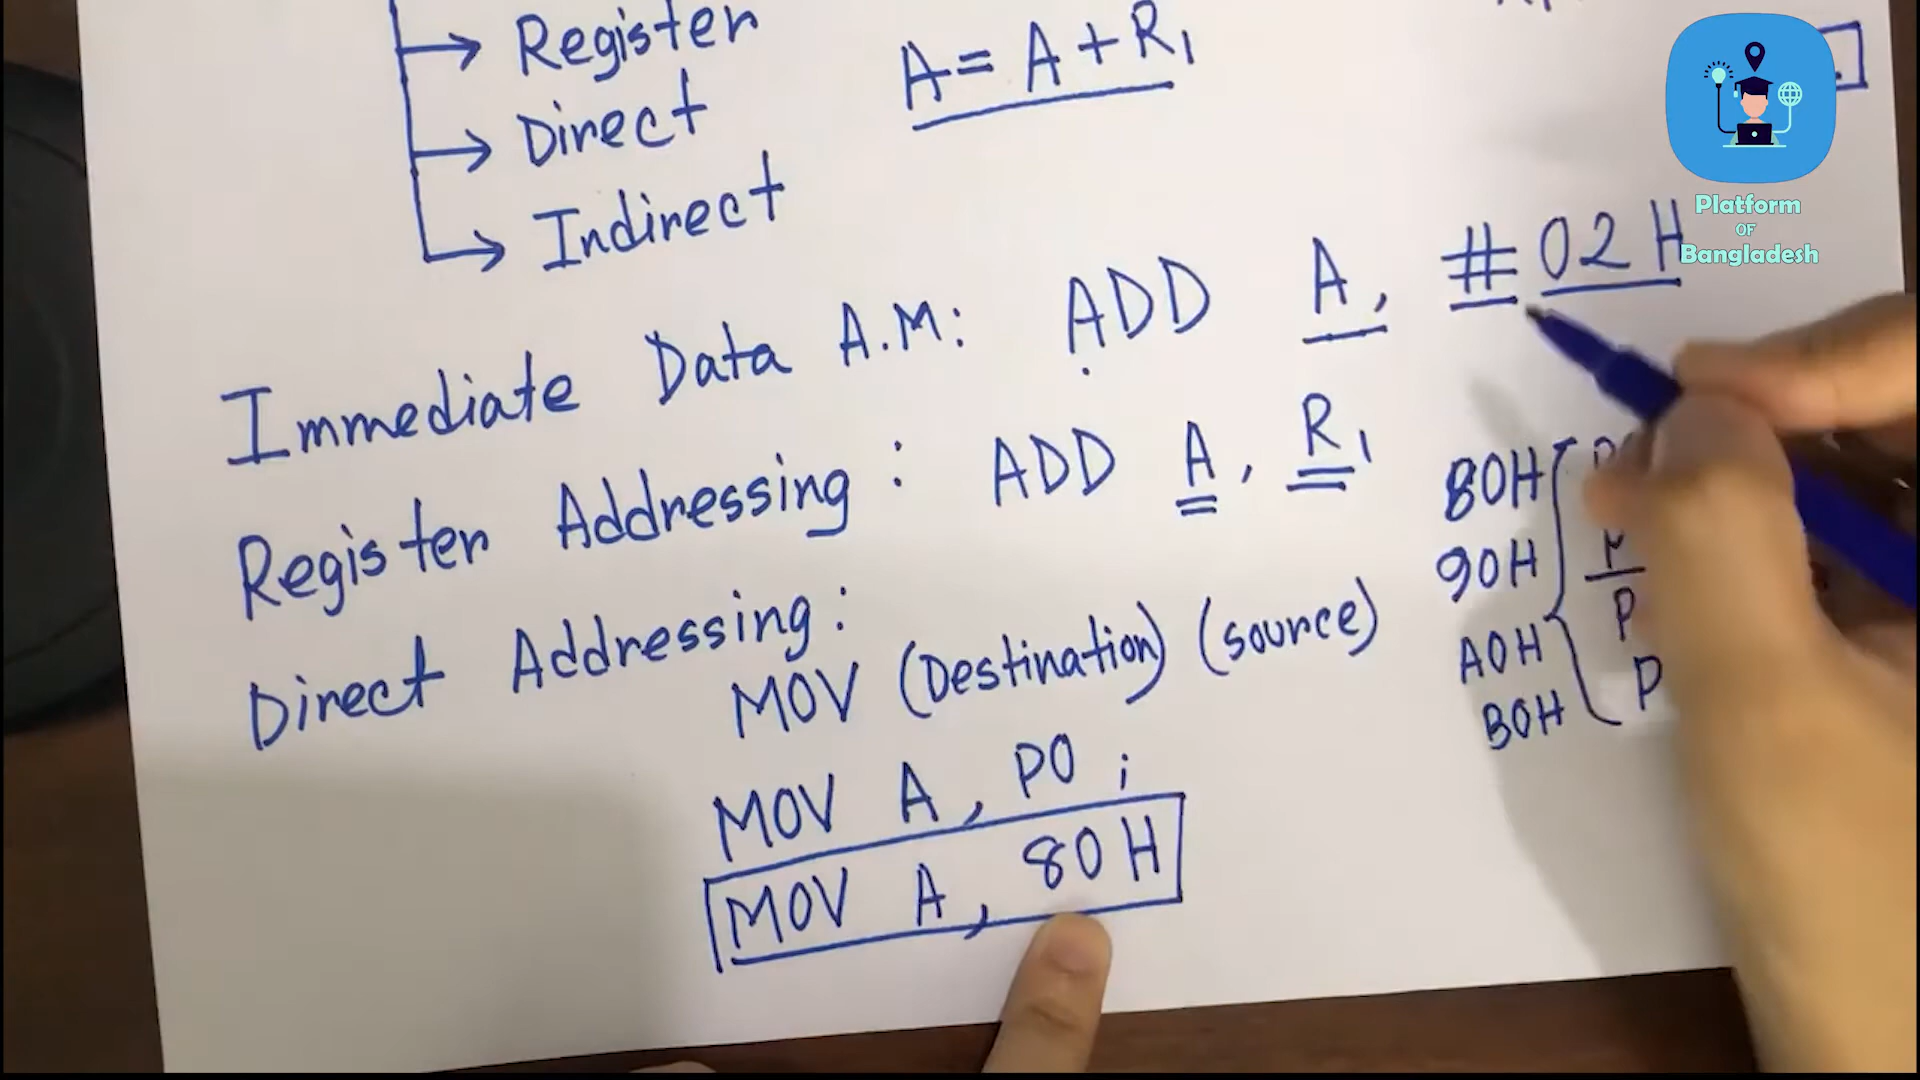 Register
A = A + R1
Direct
Indirect
Platform
OF
Bangladesh
Immediate Data A.M: ADD A, #02H
Register Addressing: ADD A, R1
80H
90H
A0H
B0H
Direct Addressing:
MOV (Destination) (source)
MOV A, P0;
MOV A, 80H